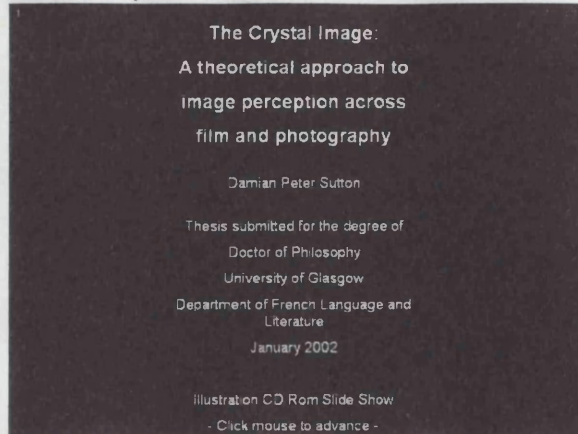 The Crystal Image:
A theoretical approach to
image perception across
film and photography
Damian Peter Sutton
Thesis submitted for the degree of
Doctor of Philosophy
University of Glasgow
Department of French Language and
Literature
January 2002
Illustration CD Rom Slide Show
- Click mouse to advance -